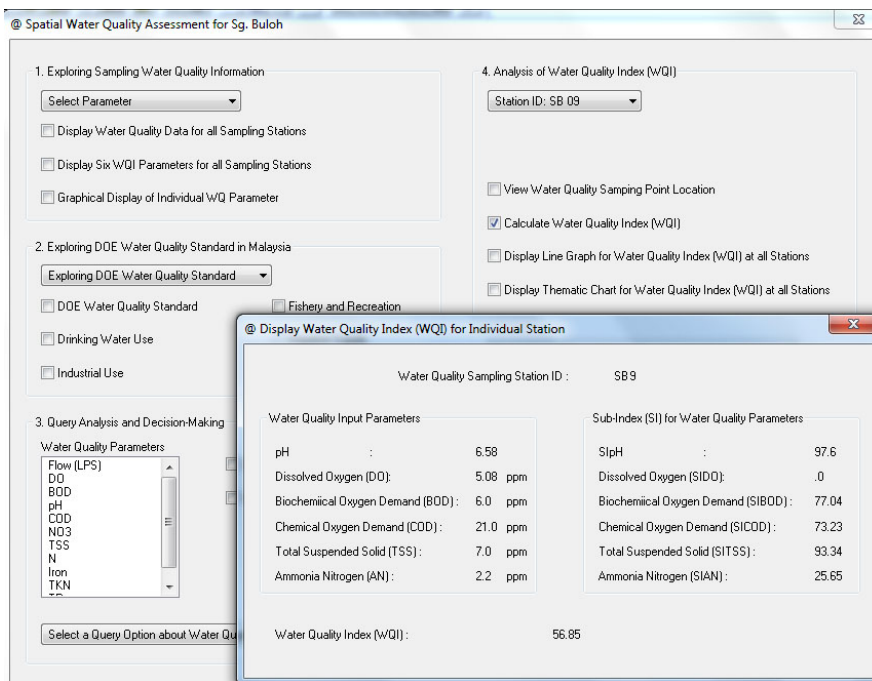 @ Spatial Water Quality Assessment for Sg. Buloh
1. Exploring Sampling Water Quality Information
Select Parameter
Display Water Quality Data for all Sampling Stations
Display Six WQI Parameters for all Sampling Stations
Graphical Display of Individual WQ Parameter
2. Exploring DOE Water Quality Standard in Malaysia
Exploring DOE Water Quality Standard
DOE Water Quality Standard
Fishery and Recreation
Drinking Water Use
Industrial Use
3. Query Analysis and Decision-Making
Water Quality Parameters
Flow (LPS)
DO
BOD
pH
COD
NO3
TSS
N
Iron
TKN
Select a Query Option about Water Qu
4. Analysis of Water Quality Index (WQI)
Station ID: SB 09
View Water Quality Samping Point Location
Calculate Water Quality Index (WQI)
Display Line Graph for Water Quality Index (WQI) at all Stations
Display Thematic Chart for Water Quality Index (WQI) at all Stations
@ Display Water Quality Index (WQI) for Individual Station
Water Quality Sampling Station ID : SB9
Water Quality Input Parameters
pH : 6.58
Dissolved Oxygen (DO): 5.08 ppm
Biochemiical Oxygen Demand (BOD) : 6.0 ppm
Chemical Oxygen Demand (COD) : 21.0 ppm
Total Suspended Solid (TSS) : 7.0 ppm
Ammonia Nitrogen (AN) : 2.2 ppm
Sub-Index (SI) for Water Quality Parameters
SIpH : 97.6
Dissolved Oxygen (SIDO): .0
Biochemiical Oxygen Demand (SIBOD) : 77.04
Chemical Oxygen Demand (SICOD) : 73.23
Total Suspended Solid (SITSS) : 93.34
Ammonia Nitrogen (SIAN) : 25.65
Water Quality Index (WQI) : 56.85